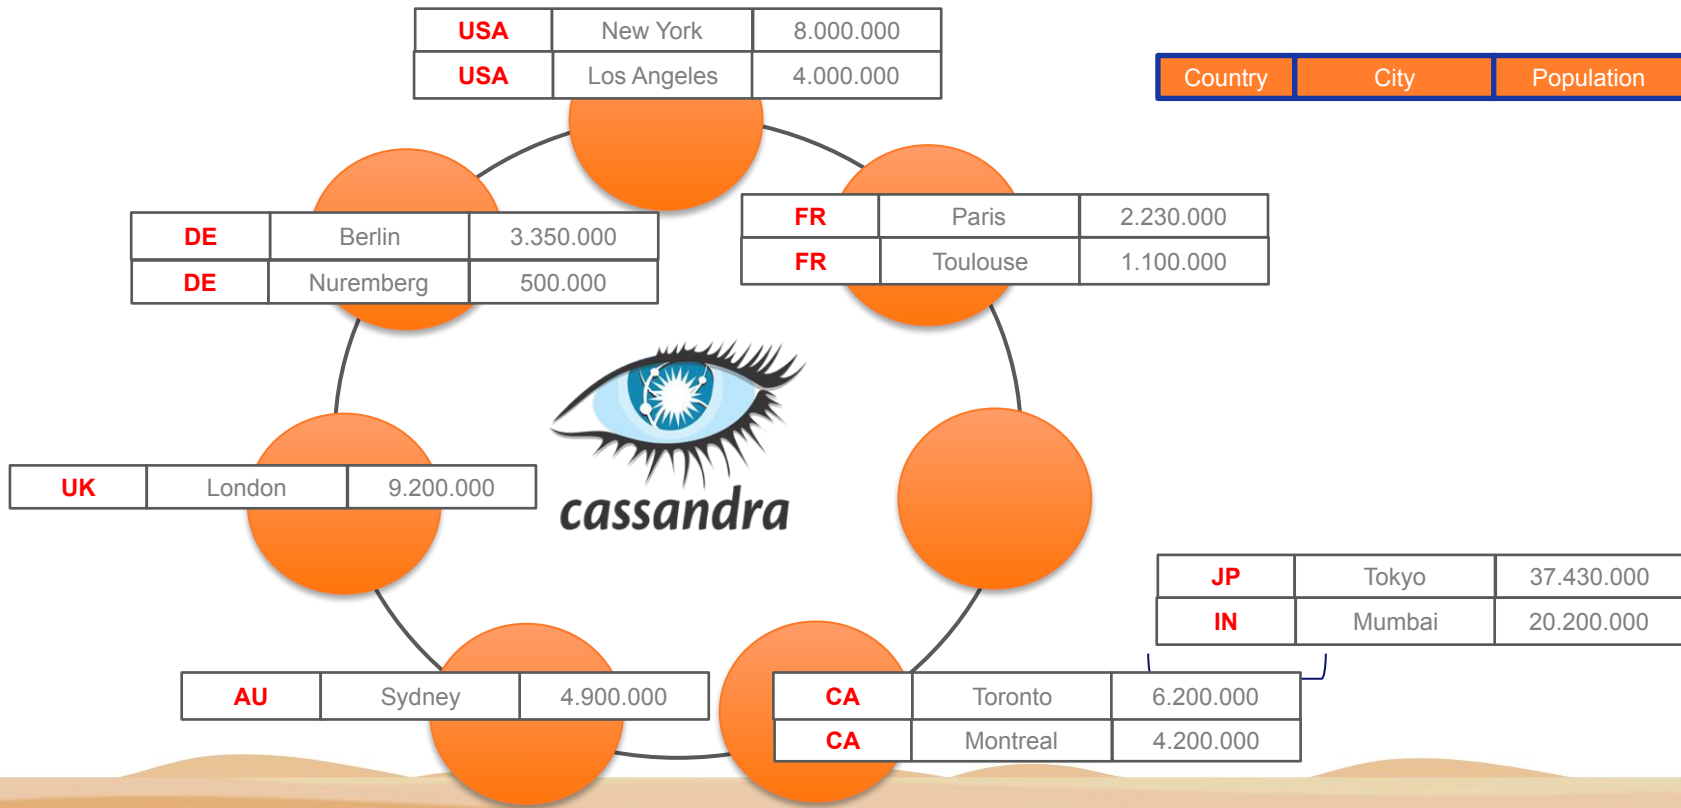 USA New York 8.000.000
USA Los Angeles 4.000.000
Country City Population
DE Berlin 3.350.000
DE Nuremberg 500.000
FR Paris 2.230.000
FR Toulouse 1.100.000
UK London 9.200.000
cassandra
JP Tokyo 37.430.000
IN Mumbai 20.200.000
AU Sydney 4.900.000
CA Toronto 6.200.000
CA Montreal 4.200.000